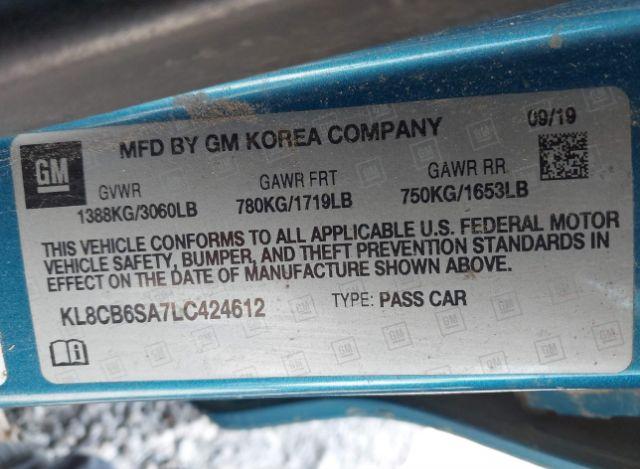 GM
MFD BY GM KOREA COMPANY
09/19
GVWR
1388KG/3060LB
GAWR FRT
780KG/1719LB
GAWR RR
750KG/1653LB
THIS VEHICLE CONFORMS TO ALL APPLICABLE U.S. FEDERAL MOTOR
VEHICLE SAFETY, BUMPER, AND THEFT PREVENTION STANDARDS IN
EFFECT ON THE DATE OF MANUFACTURE SHOWN ABOVE.
KL8CB6SA7LC424612
TYPE: PASS CAR